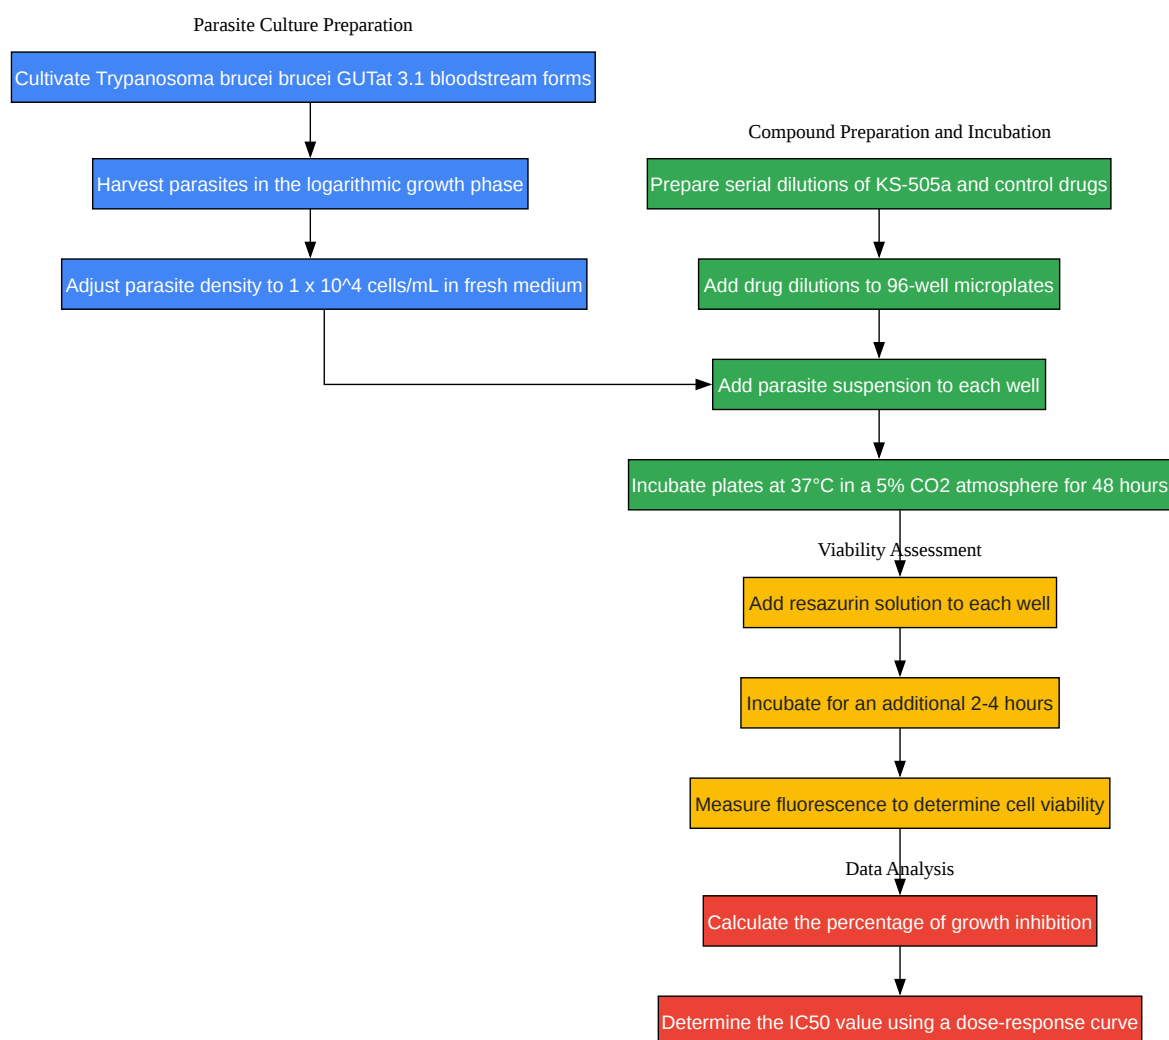 Parasite Culture Preparation
Cultivate Trypanosoma brucei brucei GUTat 3.1 bloodstream forms
Harvest parasites in the logarithmic growth phase
Adjust parasite density to 1 x 10^4 cells/mL in fresh medium
Compound Preparation and Incubation
Prepare serial dilutions of KS-505a and control drugs
Add drug dilutions to 96-well microplates
Add parasite suspension to each well
Incubate plates at 37°C in a 5% CO2 atmosphere for 48 hours
Viability Assessment
Add resazurin solution to each well
Incubate for an additional 2-4 hours
Measure fluorescence to determine cell viability
Data Analysis
Calculate the percentage of growth inhibition
Determine the IC50 value using a dose-response curve